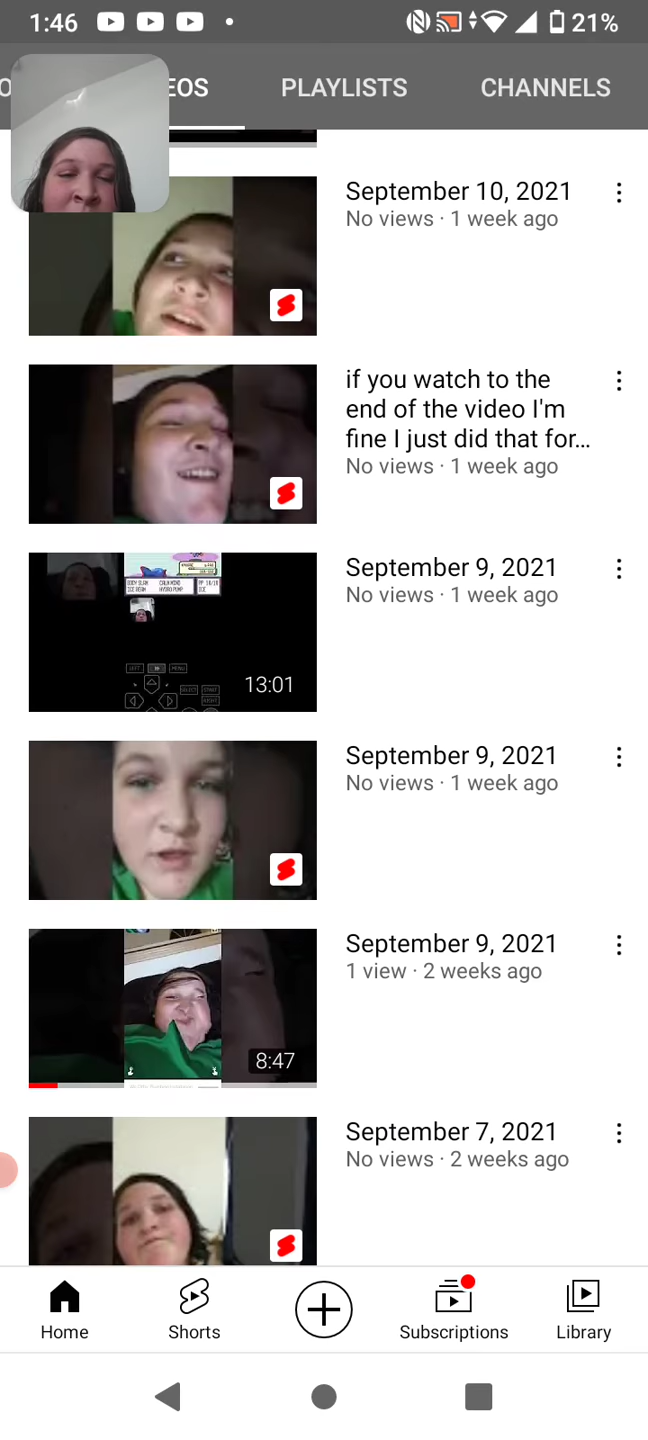 1:46
21%
EOS
PLAYLISTS
CHANNELS
September 10, 2021
No views · 1 week ago
if you watch to the
end of the video I'm
fine I just did that for...
No views · 1 week ago
September 9, 2021
No views · 1 week ago
13:01
September 9, 2021
No views · 1 week ago
September 9, 2021
1 view · 2 weeks ago
8:47
September 7, 2021
No views · 2 weeks ago
Home
Shorts
Subscriptions
Library